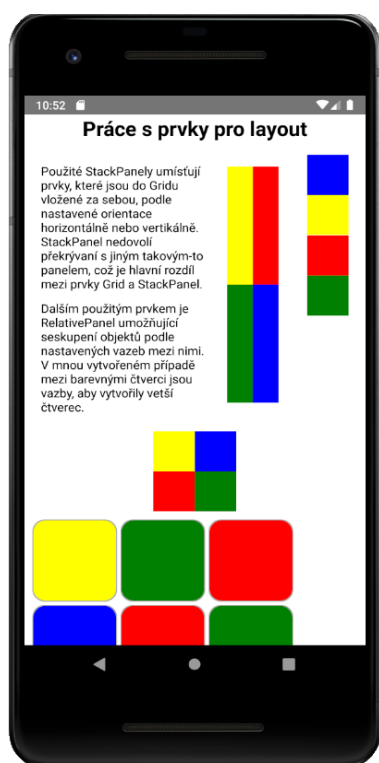 10:52
Práce s prvky pro layout
Použité StackPanely umísťují
prvky, které jsou do Gridu
vložené za sebou, podle
nastavené orientace
horizontálně nebo vertikálně.
StackPanel nedovolí
překrývaní s jiným takovým-to
panelem, což je hlavní rozdíl
mezi prvky Grid a StackPanel.
Dalším použitým prvkem je
RelativePanel umožňující
seskupení objektů podle
nastavených vazeb mezi nimi.
V mnou vytvořeném případě
mezi barevnými čtverci jsou
vazby, aby vytvořily vetší
čtverec.